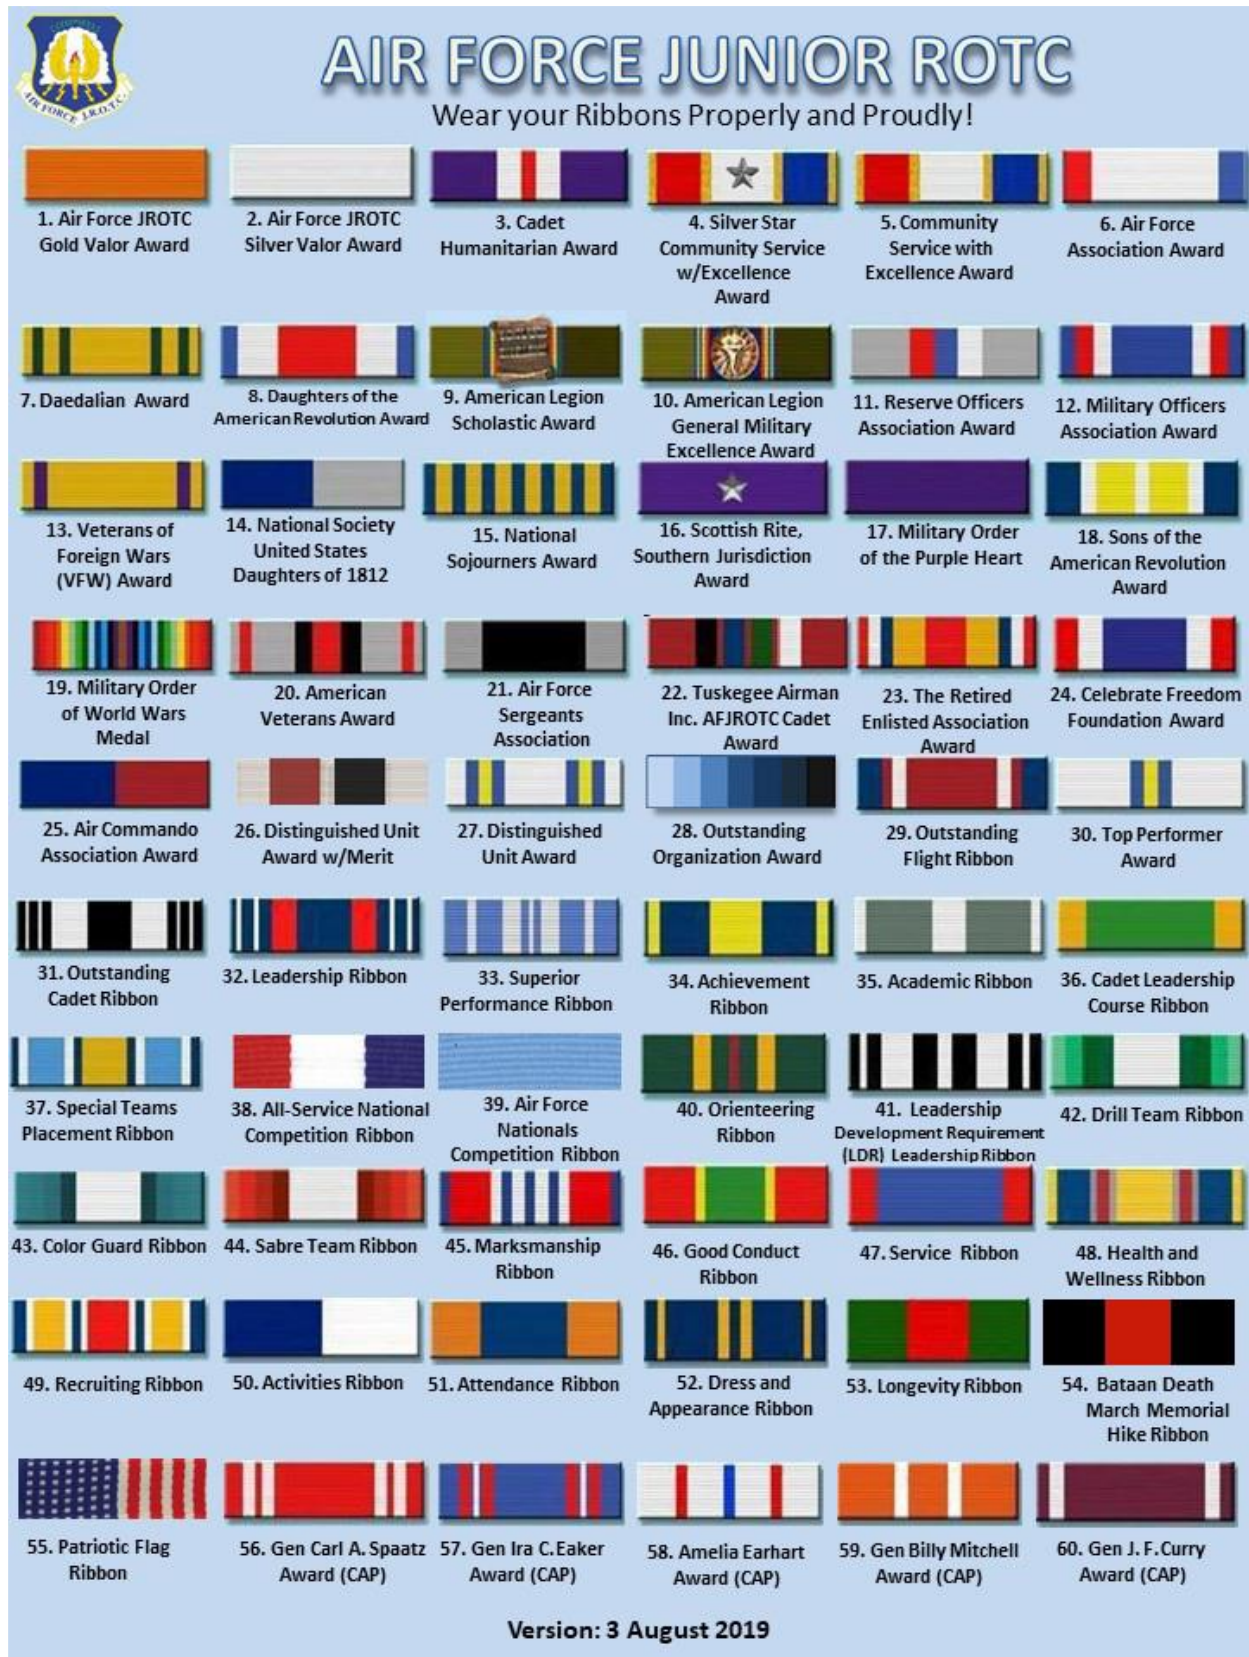 AIR FORCE JUNIOR ROTC
AIR FORCE J.R.O.T.C.
Wear your Ribbons Properly and Proudly!
1. Air Force JROTC
Gold Valor Award
2. Air Force JROTC
Silver Valor Award
3. Cadet
Humanitarian Award
4. Silver Star
Community Service
w/Excellence
Award
5. Community
Service with
Excellence Award
6. Air Force
Association Award
7. Daedalian Award
8. Daughters of the
American Revolution Award
9. American Legion
Scholastic Award
10. American Legion
General Military
Excellence Award
11. Reserve Officers
Association Award
12. Military Officers
Association Award
13. Veterans of
Foreign Wars
(VFW) Award
14. National Society
United States
Daughters of 1812
15. National
Sojourners Award
16. Scottish Rite,
Southern Jurisdiction
Award
17. Military Order
of the Purple Heart
18. Sons of the
American Revolution
Award
19. Military Order
of World Wars
Medal
20. American
Veterans Award
21. Air Force
Sergeants
Association
22. Tuskegee Airman
Inc. AFJROTC Cadet
Award
23. The Retired
Enlisted Association
Award
24. Celebrate Freedom
Foundation Award
25. Air Commando
Association Award
26. Distinguished Unit
Award w/Merit
27. Distinguished
Unit Award
28. Outstanding
Organization Award
29. Outstanding
Flight Ribbon
30. Top Performer
Award
31. Outstanding
Cadet Ribbon
32. Leadership Ribbon
33. Superior
Performance Ribbon
34. Achievement
Ribbon
35. Academic Ribbon
36. Cadet Leadership
Course Ribbon
37. Special Teams
Placement Ribbon
38. All-Service National
Competition Ribbon
39. Air Force
Nationals
Competition Ribbon
40. Orienteering
Ribbon
41. Leadership
Development Requirement
(LDR) Leadership Ribbon
42. Drill Team Ribbon
43. Color Guard Ribbon
44. Sabre Team Ribbon
45. Marksmanship
Ribbon
46. Good Conduct
Ribbon
47. Service Ribbon
48. Health and
Wellness Ribbon
49. Recruiting Ribbon
50. Activities Ribbon
51. Attendance Ribbon
52. Dress and
Appearance Ribbon
53. Longevity Ribbon
54. Bataan Death
March Memorial
Hike Ribbon
55. Patriotic Flag
Ribbon
56. Gen Carl A. Spaatz
Award (CAP)
57. Gen Ira C. Eaker
Award (CAP)
58. Amelia Earhart
Award (CAP)
59. Gen Billy Mitchell
Award (CAP)
60. Gen J. F. Curry
Award (CAP)
Version: 3 August 2019